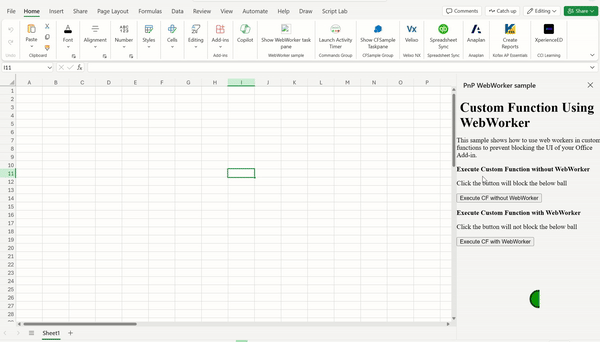 File Home Insert Share Page Layout Formulas Data Review View Automate Help Draw Script Lab Comments Catch up Editing Share
Undo
Paste
Clipboard
Font
Alignment
Number
Styles
Cells
Editing
Add-ins
Add-ins
Copilot
Show WebWorker task pane
WebWorker sample
Launch Activity Timer
Commands Group
Show CFSample Taskpane
CFSample Group
Velixo
Velixo NX
Spreadsheet Sync
Spreadsheet Sync
Anaplan
Anaplan
Create Reports
XperiencED
CCI Learning
I11
fx
PnP WebWorker sample
A B C D E F G H I J K L M N O P
1
2
3
4
5
6
7
8
9
10
11
12
13
14
15
16
17
18
19
20
21
22
23
24
25
26
27
28
Custom Function Using
WebWorker
This sample shows how to use web workers in custom
functions to prevent blocking the UI of your Office
Add-in.
Execute Custom Function without WebWorker
Click the button will block the below ball
Execute CF without WebWorker
Execute Custom Function with WebWorker
Click the button will not block the below ball
Execute CF with WebWorker
Sheet1